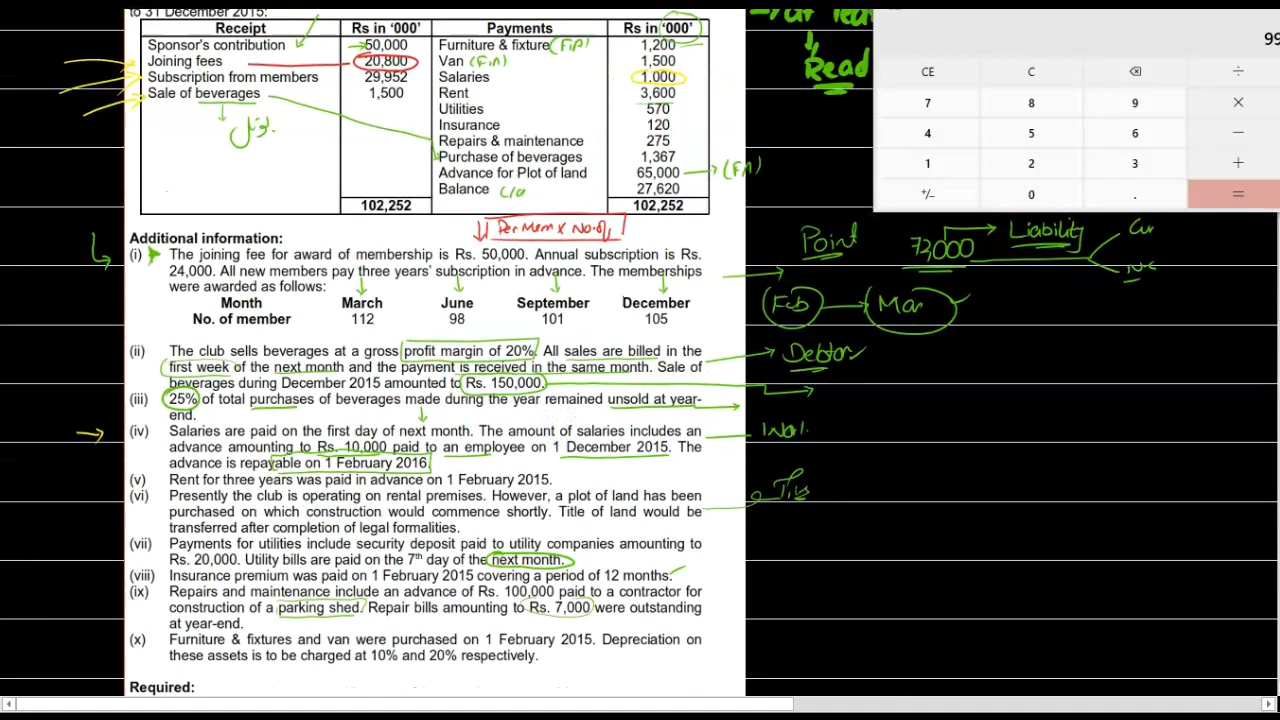 to 31 December 2015:
Receipt Rs in ‘000’ Payments Rs in ‘000’
Sponsor's contribution 50,000 Furniture & fixture (F.A) 1,200
Joining fees 20,800 Van (F.A) 1,500
Subscription from members 29,952 Salaries 1,000
Sale of beverages 1,500 Rent 3,600
Utilities 570
Insurance 120
Repairs & maintenance 275
Purchase of beverages 1,367
Advance for Plot of land 65,000 (FA)
Balance c/d 27,620
102,252 102,252
Per Mem x No. of
Additional information:
(i) The joining fee for award of membership is Rs. 50,000. Annual subscription is Rs.
24,000. All new members pay three years’ subscription in advance. The memberships
were awarded as follows:
Month March June September December
No. of member 112 98 101 105
(ii) The club sells beverages at a gross profit margin of 20%. All sales are billed in the
first week of the next month and the payment is received in the same month. Sale of
beverages during December 2015 amounted to Rs. 150,000.
(iii) 25% of total purchases of beverages made during the year remained unsold at year-
end.
(iv) Salaries are paid on the first day of next month. The amount of salaries includes an
advance amounting to Rs. 10,000 paid to an employee on 1 December 2015. The
advance is repayable on 1 February 2016.
(v) Rent for three years was paid in advance on 1 February 2015.
(vi) Presently the club is operating on rental premises. However, a plot of land has been
purchased on which construction would commence shortly. Title of land would be
transferred after completion of legal formalities.
(vii) Payments for utilities include security deposit paid to utility companies amounting to
Rs. 20,000. Utility bills are paid on the 7th day of the next month.
(viii) Insurance premium was paid on 1 February 2015 covering a period of 12 months.
(ix) Repairs and maintenance include an advance of Rs. 100,000 paid to a contractor for
construction of a parking shed. Repair bills amounting to Rs. 7,000 were outstanding
at year-end.
(x) Furniture & fixtures and van were purchased on 1 February 2015. Depreciation on
these assets is to be charged at 10% and 20% respectively.
Required:
Read
99
CE C ⌫ ÷
7 8 9 ×
4 5 6 −
1 2 3 +
+/− 0 . =
Point 72,000 Liability Cu
Feb Mar
Debtor